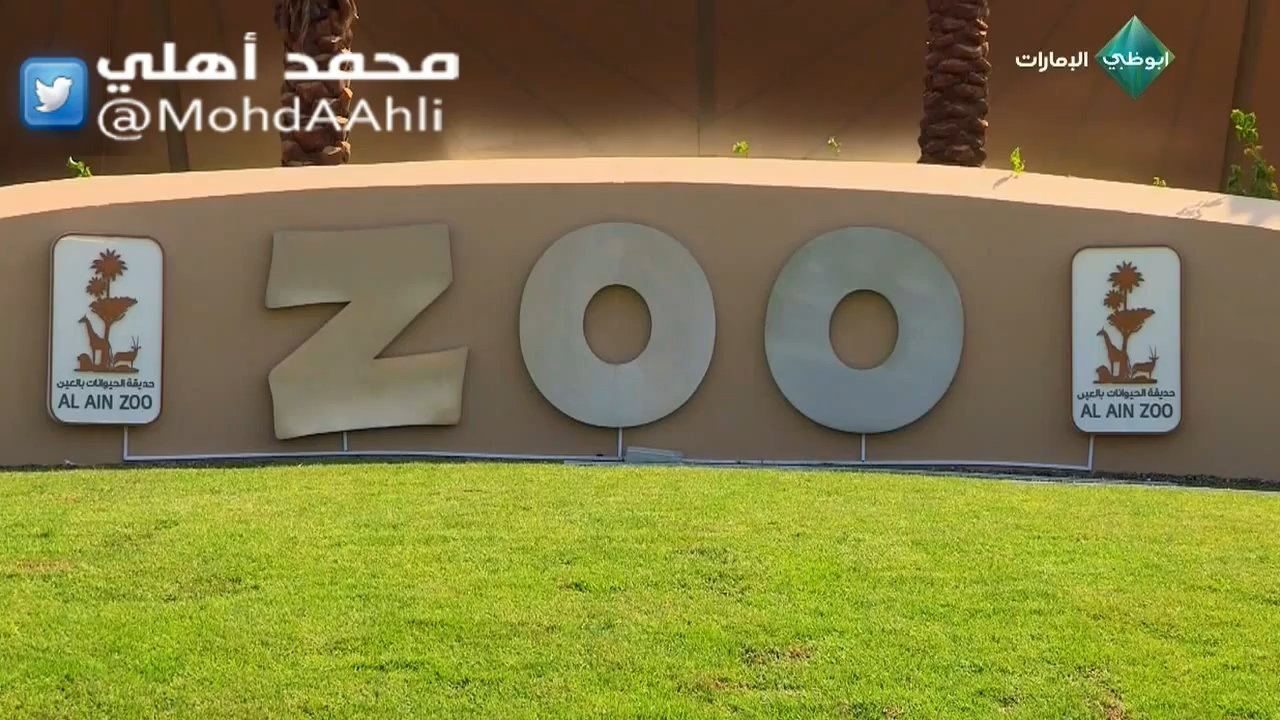 محمد أهلي
@MohdAAhli
الإمارات ابوظبي
ZOO
حديقة الحيوانات بالعين
AL AIN ZOO
حديقة الحيوانات بالعين
AL AIN ZOO